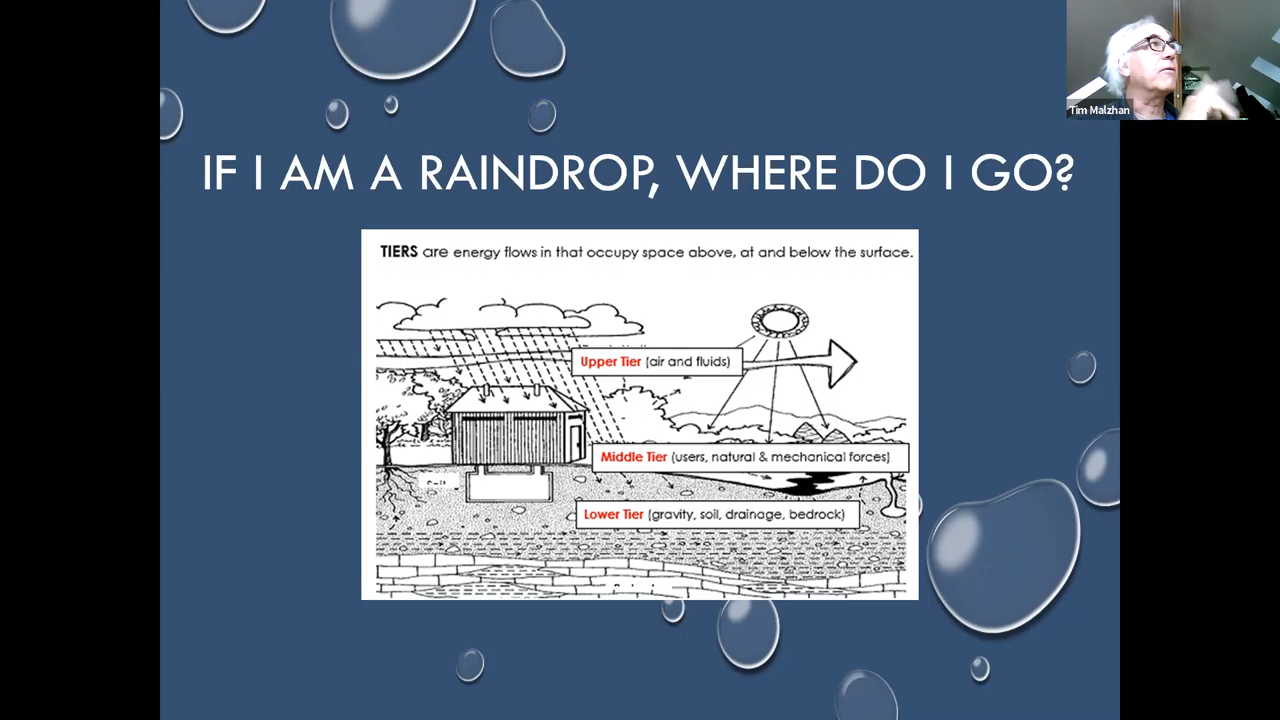 Tim Malzhan
IF I AM A RAINDROP, WHERE DO I GO?
TIERS are energy flows in that occupy space above, at and below the surface.
Upper Tier (air and fluids)
Middle Tier (users, natural & mechanical forces)
Lower Tier (gravity, soil, drainage, bedrock)